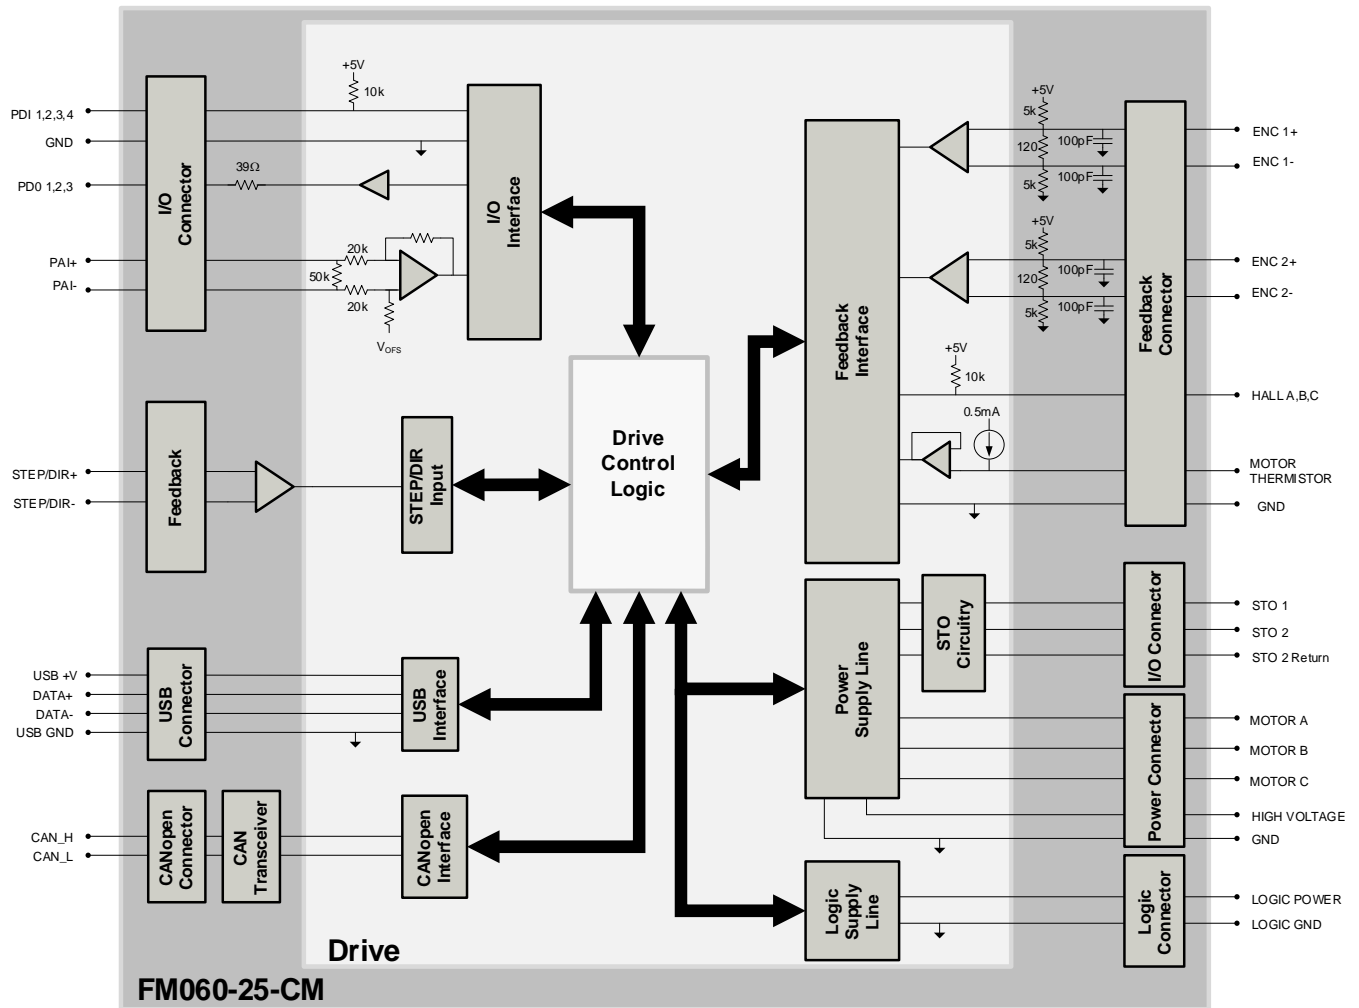 PDI 1,2,3,4
GND
PD0 1,2,3
PAI+
PAI-
I/O
Connector
+5V
10k
39Ω
20k
50k
20k
VOFS
I/O
Interface
STEP/DIR+
STEP/DIR-
Feedback
STEP/DIR
Input
Drive
Control
Logic
USB +V
DATA+
DATA-
USB GND
USB
Connector
USB
Interface
CAN_H
CAN_L
CANopen
Connector
CAN
Transceiver
CANopen
Interface
Feedback
Interface
+5V
5k
120
5k
100pF
100pF
+5V
5k
120
5k
100pF
100pF
+5V
10k
0.5mA
Feedback
Connector
ENC 1+
ENC 1-
ENC 2+
ENC 2-
HALL A,B,C
MOTOR
THERMISTOR
GND
Power
Supply Line
STO
Circuitry
I/O Connector
STO 1
STO 2
STO 2 Return
Power Connector
MOTOR A
MOTOR B
MOTOR C
HIGH VOLTAGE
GND
Logic
Supply
Line
Logic
Connector
LOGIC POWER
LOGIC GND
Drive
FM060-25-CM